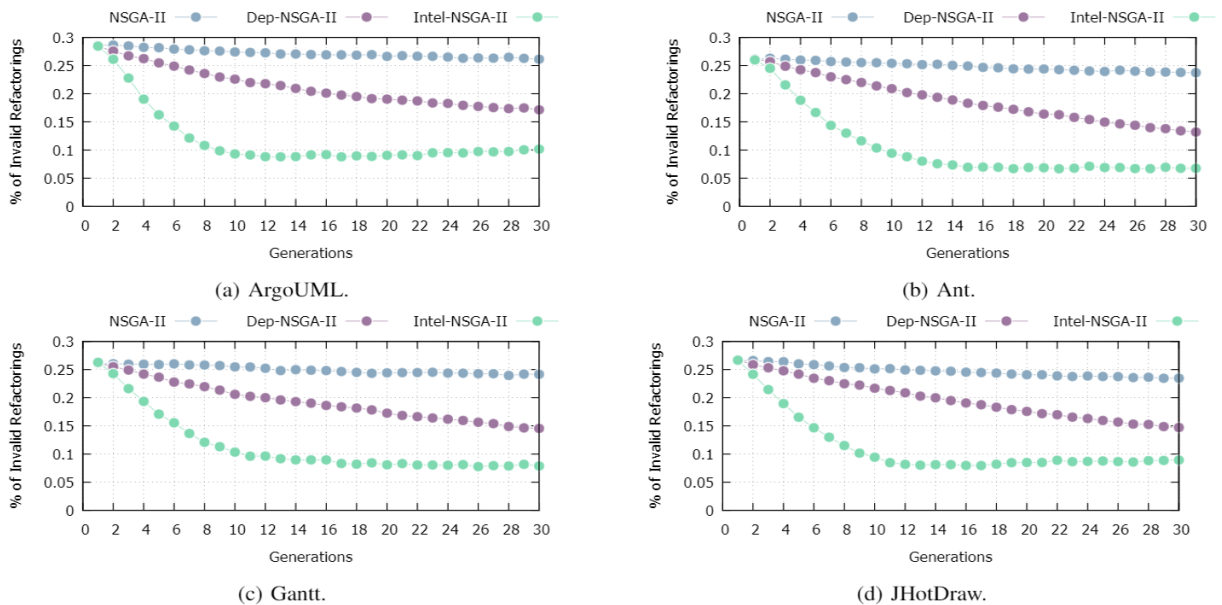 NSGA-II Dep-NSGA-II Intel-NSGA-II
% of Invalid Refactorings
0.3
0.25
0.2
0.15
0.1
0.05
0
0 2 4 6 8 10 12 14 16 18 20 22 24 26 28 30
Generations
(a) ArgoUML.
NSGA-II Dep-NSGA-II Intel-NSGA-II
% of Invalid Refactorings
0.3
0.25
0.2
0.15
0.1
0.05
0
0 2 4 6 8 10 12 14 16 18 20 22 24 26 28 30
Generations
(b) Ant.
NSGA-II Dep-NSGA-II Intel-NSGA-II
% of Invalid Refactorings
0.3
0.25
0.2
0.15
0.1
0.05
0
0 2 4 6 8 10 12 14 16 18 20 22 24 26 28 30
Generations
(c) Gantt.
NSGA-II Dep-NSGA-II Intel-NSGA-II
% of Invalid Refactorings
0.3
0.25
0.2
0.15
0.1
0.05
0
0 2 4 6 8 10 12 14 16 18 20 22 24 26 28 30
Generations
(d) JHotDraw.